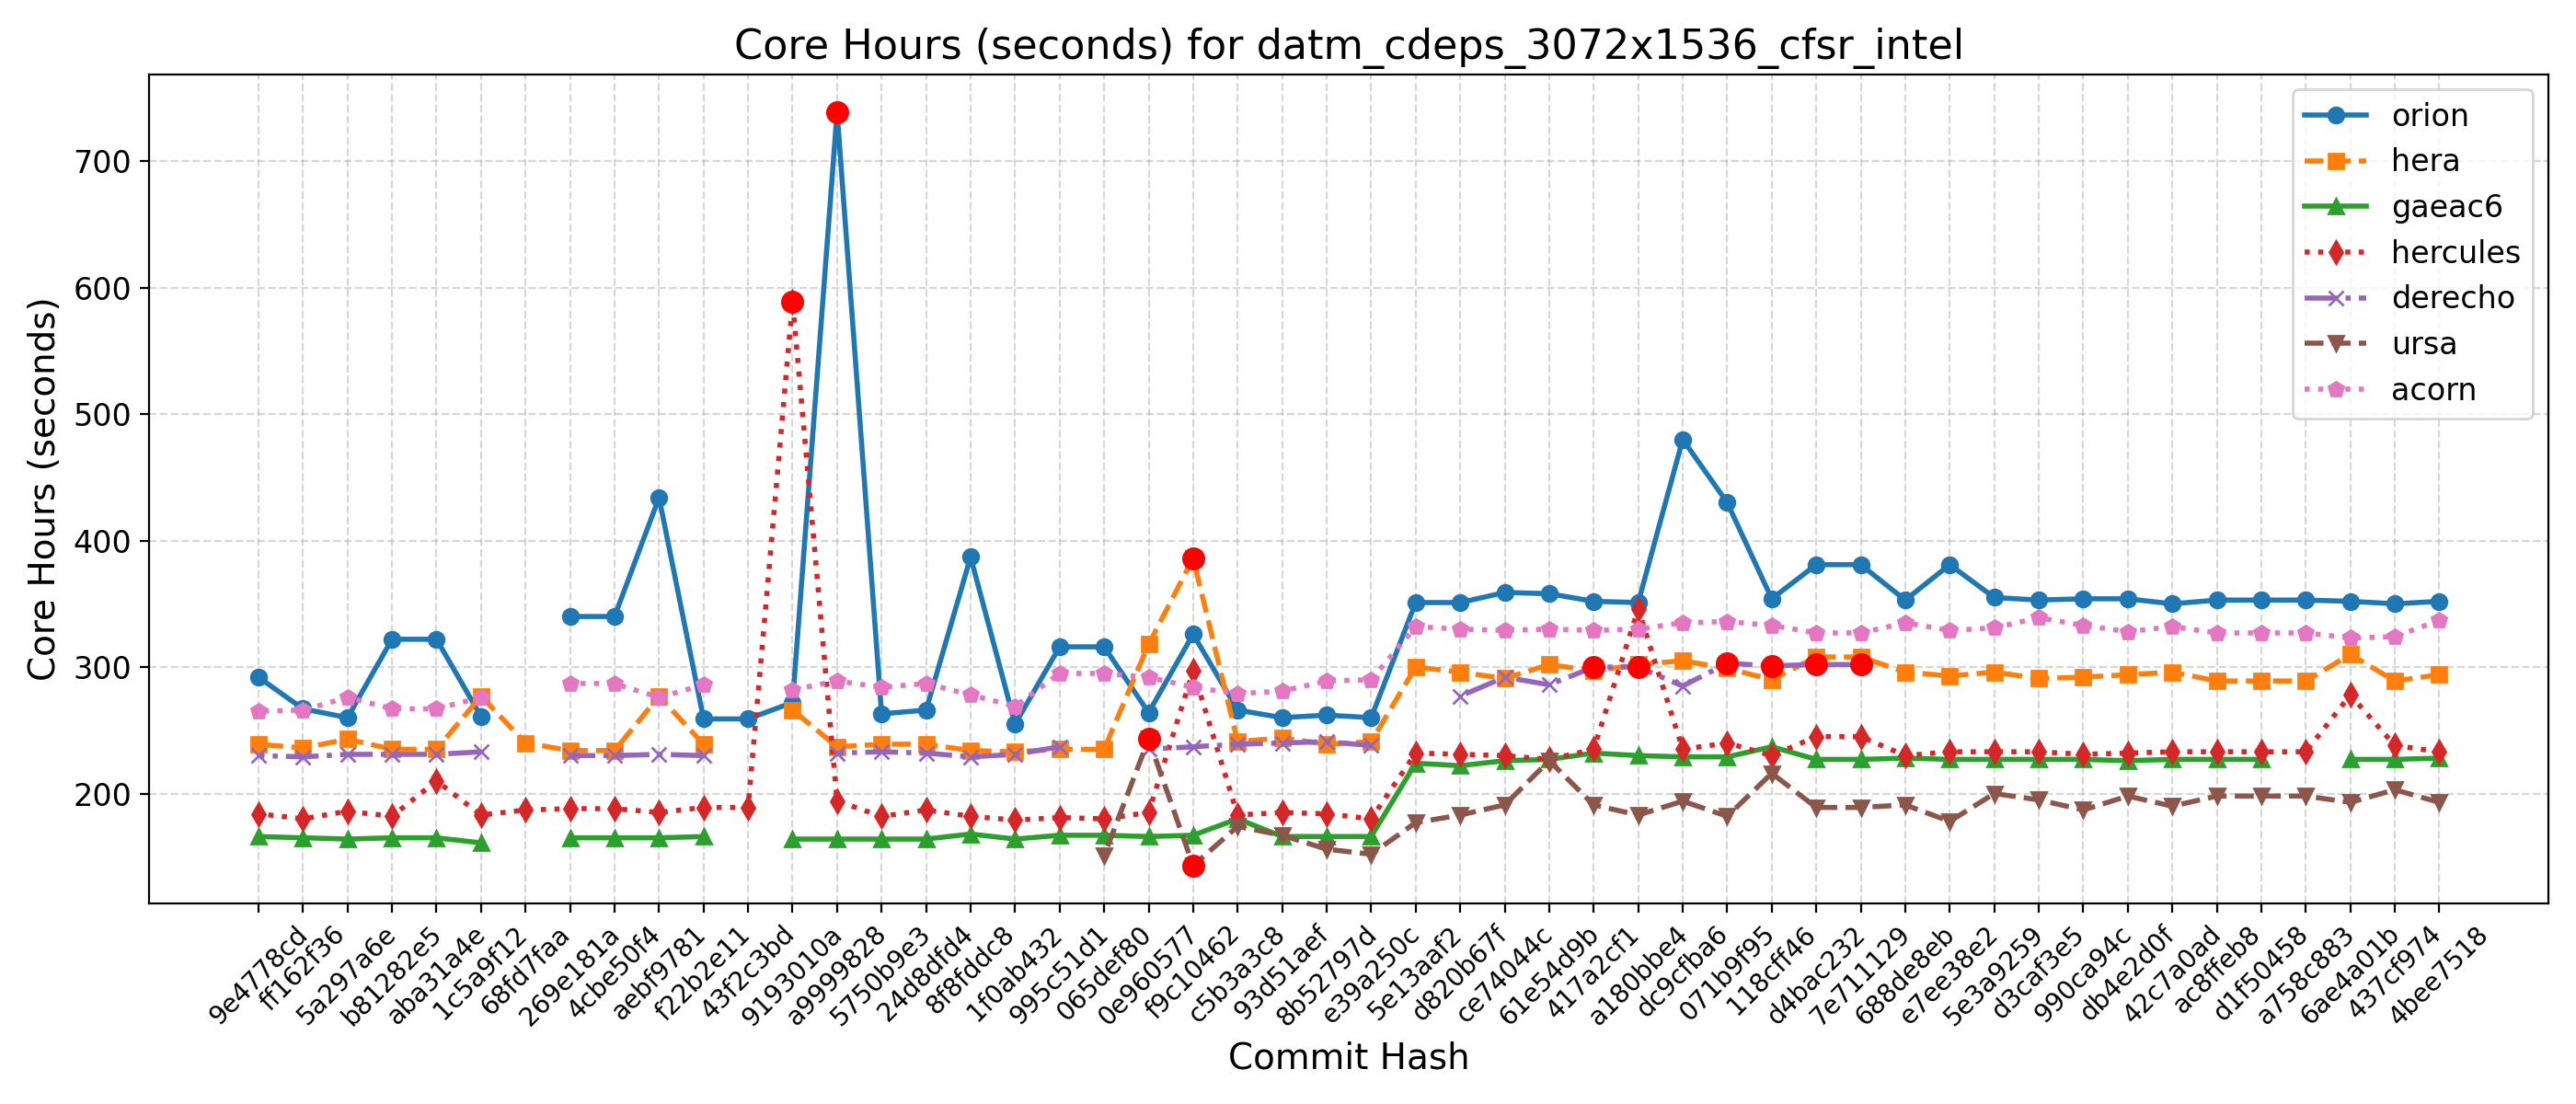 Core Hours (seconds) for datm_cdeps_3072x1536_cfsr_intel
Core Hours (seconds)
700
600
500
400
300
200
orion
hera
gaeac6
hercules
derecho
ursa
acorn
9e4778cd
ff162f36
5a297a6e
b81282e5
aba31a4e
1c5a9f12
68fd7faa
269e181a
4cbe50f4
aebf9781
f22b2e11
43f2c3bd
9193010a
a9999828
5750b9e3
24d8dfd4
8f8fddc8
1f0ab432
995c51d1
065def80
0e960577
f9c10462
c5b3a3c8
93d51aef
8b52797d
e39a250c
5e13aaf2
d820b67f
ce74044c
61e54d9b
417a2cf1
a180bbe4
dc9cfba6
071b9f95
118cff46
d4bac232
7e711129
688de8eb
e7ee38e2
5e3a9259
d3caf3e5
990ca94c
db4e2d0f
42c7a0ad
ac8ffeb8
d1f50458
a758c883
6ae4a01b
437cf974
4bee7518
Commit Hash